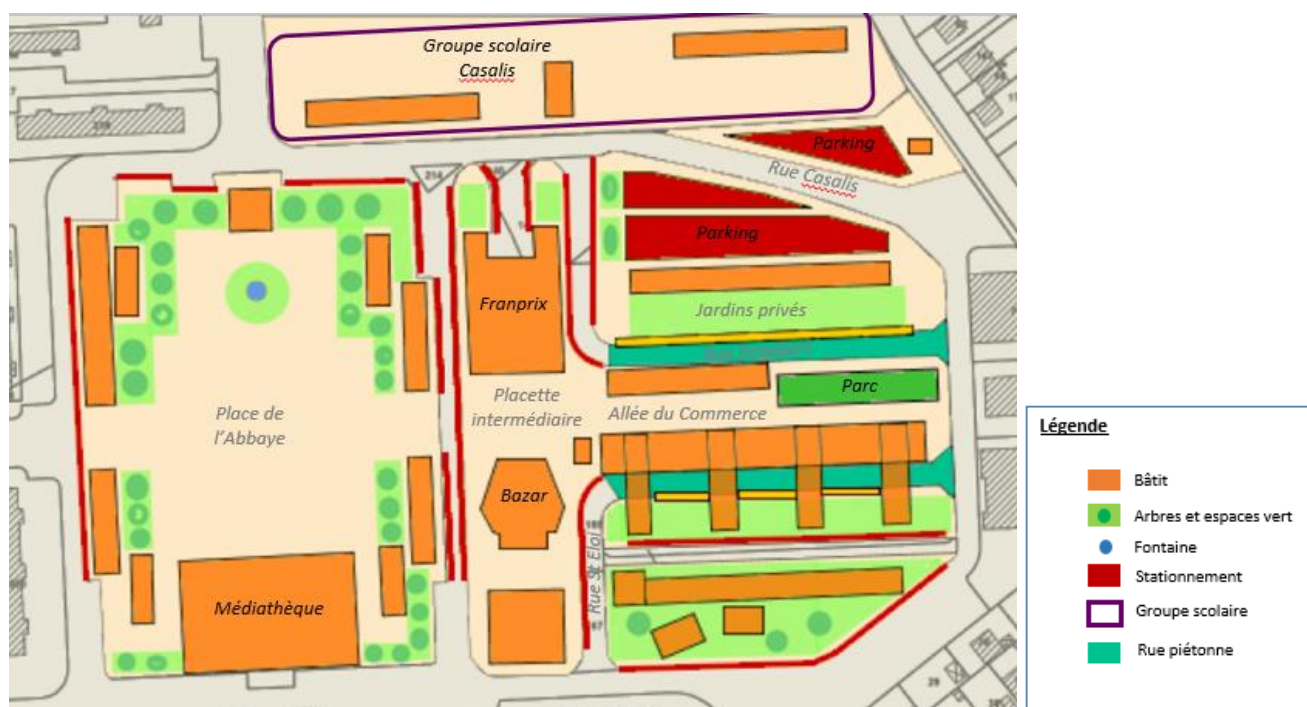 Groupe scolaire
Casalis
Parking
Rue Casalis
214
Parking
Franprix
Jardins privés
Parc
Placette
intermédiaire
Allée du Commerce
Place de
l'Abbaye
Bazar
Rue St Eloi
Médiathèque
Légende
Bâtit
Arbres et espaces vert
Fontaine
Stationnement
Groupe scolaire
Rue piétonne